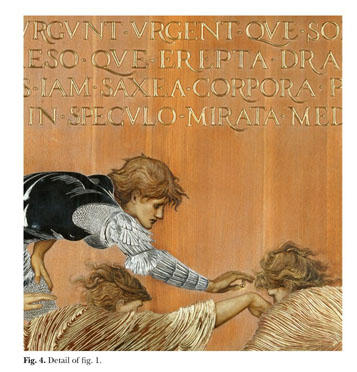 VRGVNT · VRGENT · QVE · SO
ESO · QVE · EREPTA · DRA
S · IAM · SAXEA · CORPORA · P
IN · SPECVLO · MIRATA · MED
Fig. 4. Detail of fig. 1.